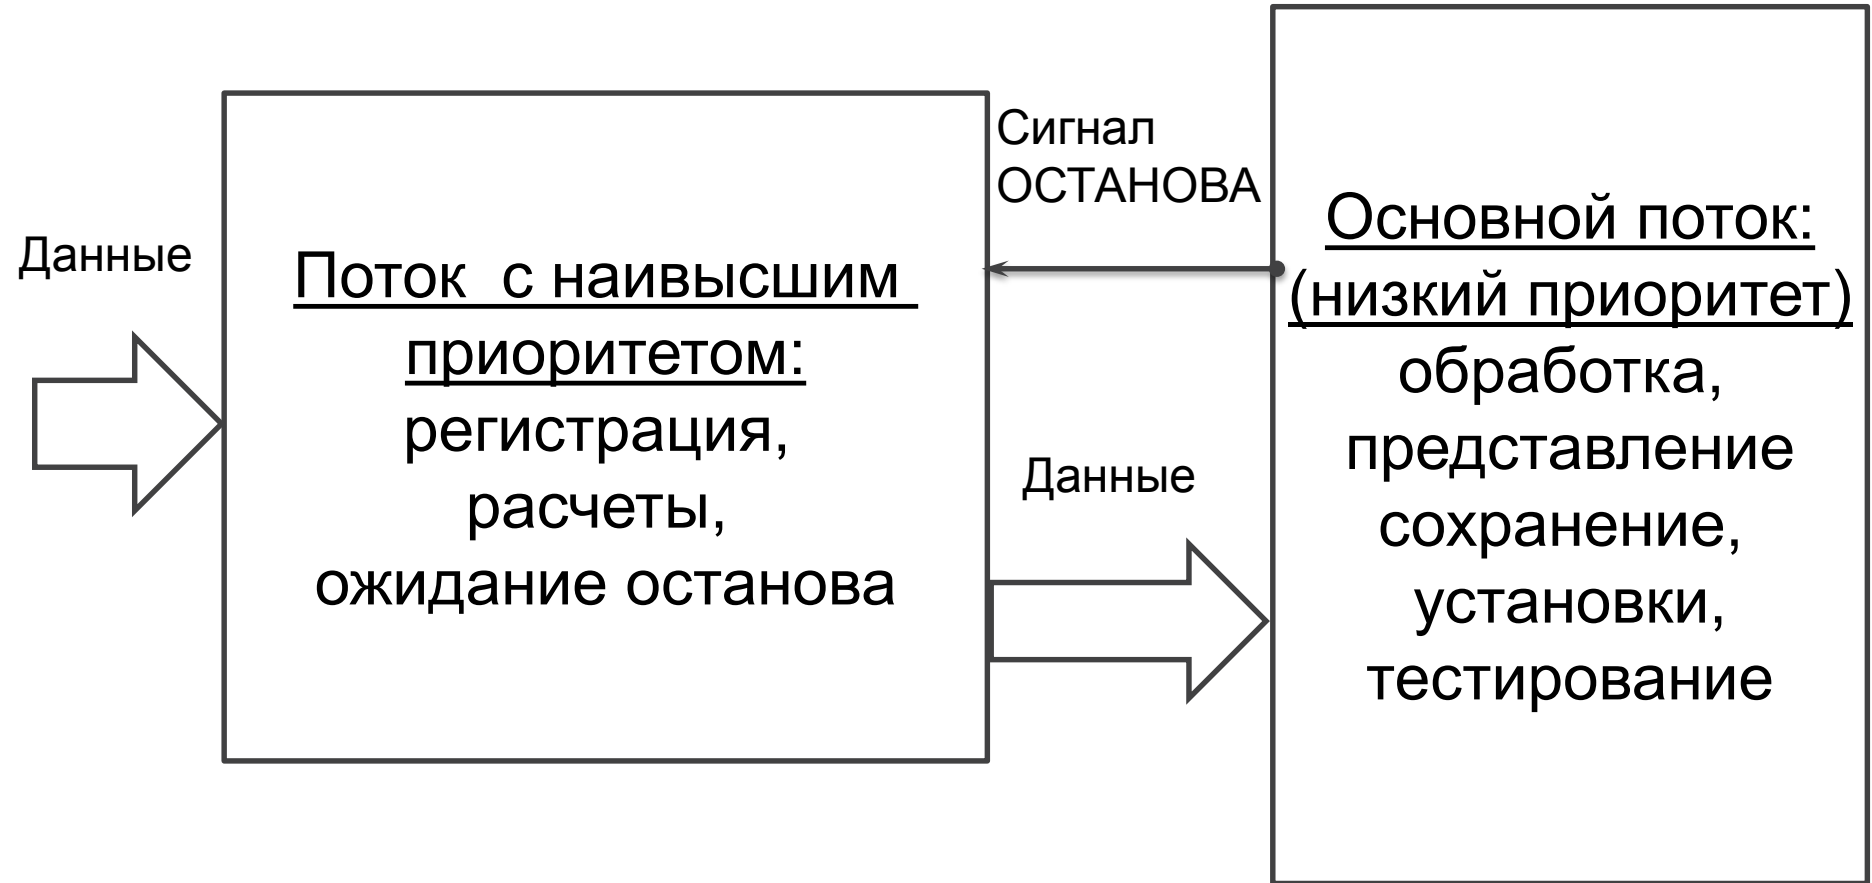 Данные
Поток с наивысшим
приоритетом:
регистрация,
расчеты,
ожидание останова
Сигнал
ОСТАНОВА
Данные
Основной поток:
(низкий приоритет)
обработка,
представление
сохранение,
установки,
тестирование